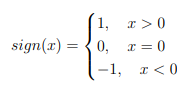 sign(x) = { 1, x > 0
0, x = 0
−1, x < 0